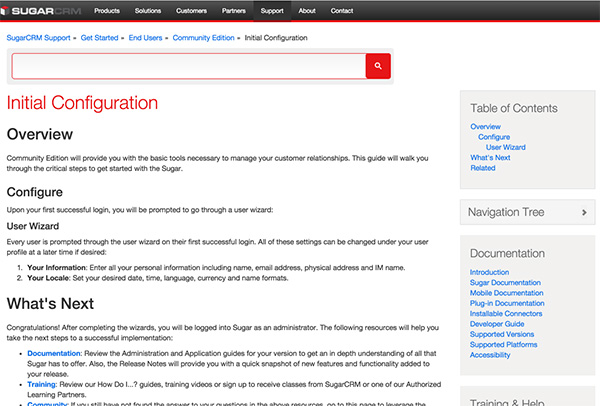 SUGARCRM Products Solutions Customers Partners Support About Contact
SugarCRM Support » Get Started » End Users » Community Edition » Initial Configuration
Initial Configuration
Overview
Community Edition will provide you with the basic tools necessary to manage your customer relationships. This guide will walk you
through the critical steps to get started with the Sugar.
Configure
Upon your first successful login, you will be prompted to go through a user wizard:
User Wizard
Every user is prompted through the user wizard on their first successful login. All of these settings can be changed under your user
profile at a later time if desired:
1. Your Information: Enter all your personal information including name, email address, physical address and IM name.
2. Your Locale: Set your desired date, time, language, currency and name formats.
What's Next
Congratulations! After completing the wizards, you will be logged into Sugar as an administrator. The following resources will help you
take the next steps to a successful implementation:
• Documentation: Review the Administration and Application guides for your version to get an in depth understanding of all that
Sugar has to offer. Also, the Release Notes will provide you with a quick snapshot of new features and functionality added to
your release.
• Training: Review our How Do I...? guides, training videos or sign up to receive classes from SugarCRM or one of our Authorized
Learning Partners.
• Community: If you still have not found the answer to your questions in the above resources, go to this page to leverage the
Table of Contents
Overview
Configure
User Wizard
What's Next
Related
Navigation Tree
Documentation
Introduction
Sugar Documentation
Mobile Documentation
Plug-in Documentation
Installable Connectors
Developer Guide
Supported Versions
Supported Platforms
Accessibility
Training & Help